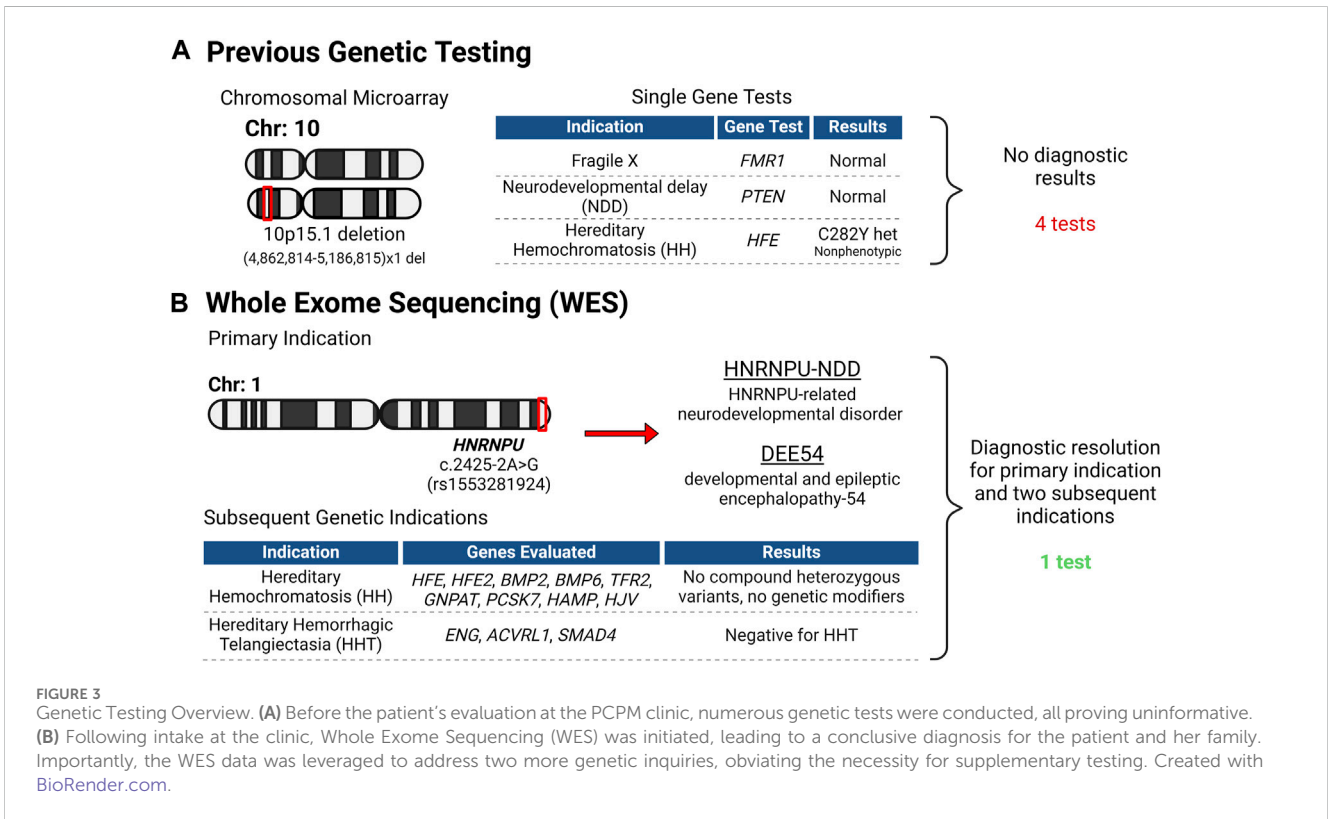 A Previous Genetic Testing
Chromosomal Microarray
Chr: 10
10p15.1 deletion
(4,862,814-5,186,815)x1 del
Single Gene Tests
Indication Gene Test Results
Fragile X FMR1 Normal
Neurodevelopmental delay
(NDD) PTEN Normal
Hereditary
Hemochromatosis (HH) HFE C282Y het
Nonphenotypic
No diagnostic
results
4 tests
B Whole Exome Sequencing (WES)
Primary Indication
Chr: 1
HNRNPU
c.2425-2A>G
(rs1553281924)
HNRNPU-NDD
HNRNPU-related
neurodevelopmental disorder
DEE54
developmental and epileptic
encephalopathy-54
Subsequent Genetic Indications
Indication Genes Evaluated Results
Hereditary
Hemochromatosis (HH)
HFE, HFE2, BMP2, BMP6, TFR2,
GNPAT, PCSK7, HAMP, HJV
No compound heterozygous
variants, no genetic modifiers
Hereditary Hemorrhagic
Telangiectasia (HHT)
ENG, ACVRL1, SMAD4
Negative for HHT
Diagnostic resolution
for primary indication
and two subsequent
indications
1 test
FIGURE 3
Genetic Testing Overview. (A) Before the patient's evaluation at the PCPM clinic, numerous genetic tests were conducted, all proving uninformative.
(B) Following intake at the clinic, Whole Exome Sequencing (WES) was initiated, leading to a conclusive diagnosis for the patient and her family.
Importantly, the WES data was leveraged to address two more genetic inquiries, obviating the necessity for supplementary testing. Created with
BioRender.com.